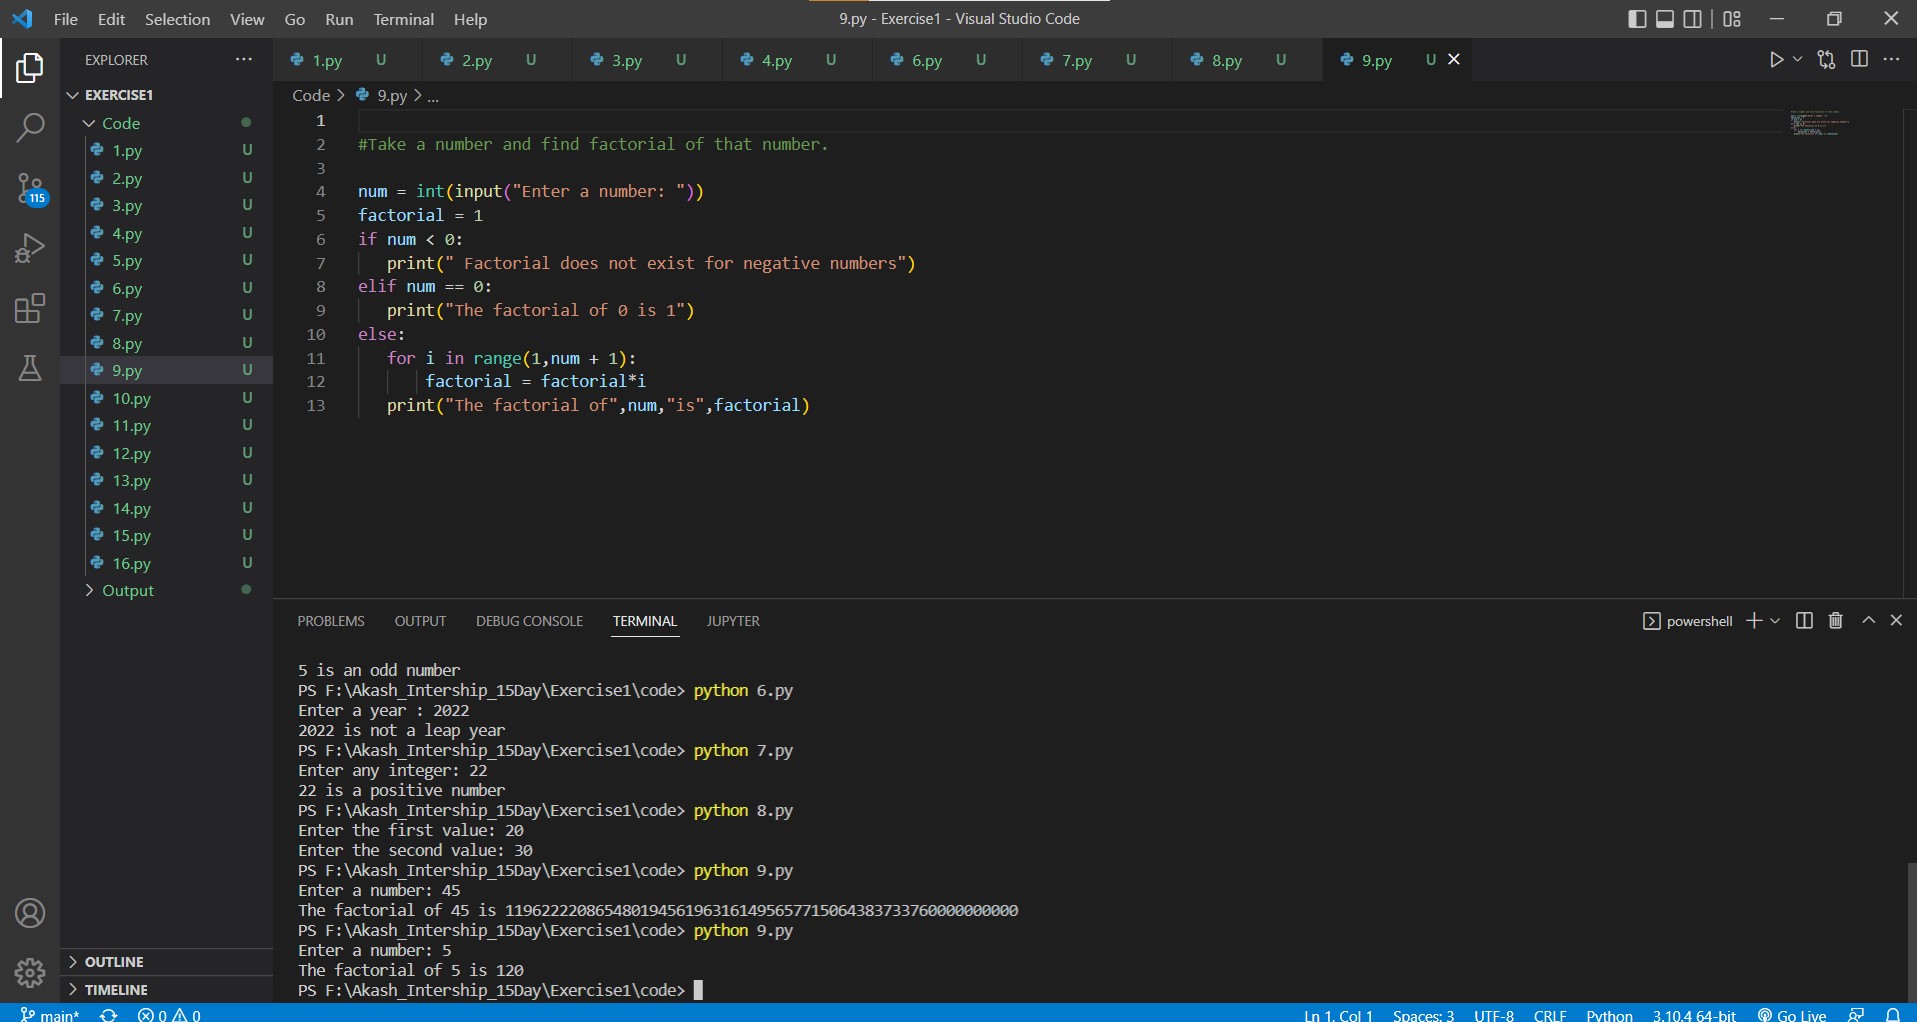 File Edit Selection View Go Run Terminal Help
9.py - Exercise1 - Visual Studio Code
EXPLORER
EXERCISE1
Code
1.py U
2.py U
3.py U
4.py U
5.py U
6.py U
7.py U
8.py U
9.py U
10.py U
11.py U
12.py U
13.py U
14.py U
15.py U
16.py U
Output
OUTLINE
TIMELINE
115
1.py U 2.py U 3.py U 4.py U 6.py U 7.py U 8.py U 9.py U
Code > 9.py > ...
1
2 #Take a number and find factorial of that number.
3
4 num = int(input("Enter a number: "))
5 factorial = 1
6 if num < 0:
7 print(" Factorial does not exist for negative numbers")
8 elif num == 0:
9 print("The factorial of 0 is 1")
10 else:
11 for i in range(1,num + 1):
12 factorial = factorial*i
13 print("The factorial of",num,"is",factorial)
PROBLEMS OUTPUT DEBUG CONSOLE TERMINAL JUPYTER
powershell
5 is an odd number
PS F:\Akash_Intership_15Day\Exercise1\code> python 6.py
Enter a year : 2022
2022 is not a leap year
PS F:\Akash_Intership_15Day\Exercise1\code> python 7.py
Enter any integer: 22
22 is a positive number
PS F:\Akash_Intership_15Day\Exercise1\code> python 8.py
Enter the first value: 20
Enter the second value: 30
PS F:\Akash_Intership_15Day\Exercise1\code> python 9.py
Enter a number: 45
The factorial of 45 is 119622220865480194561963161495657715064383733760000000000
PS F:\Akash_Intership_15Day\Exercise1\code> python 9.py
Enter a number: 5
The factorial of 5 is 120
PS F:\Akash_Intership_15Day\Exercise1\code>
main* 0 0 Ln 1, Col 1 Spaces: 3 UTF-8 CRLF Python 3.10.4 64-bit Go Live